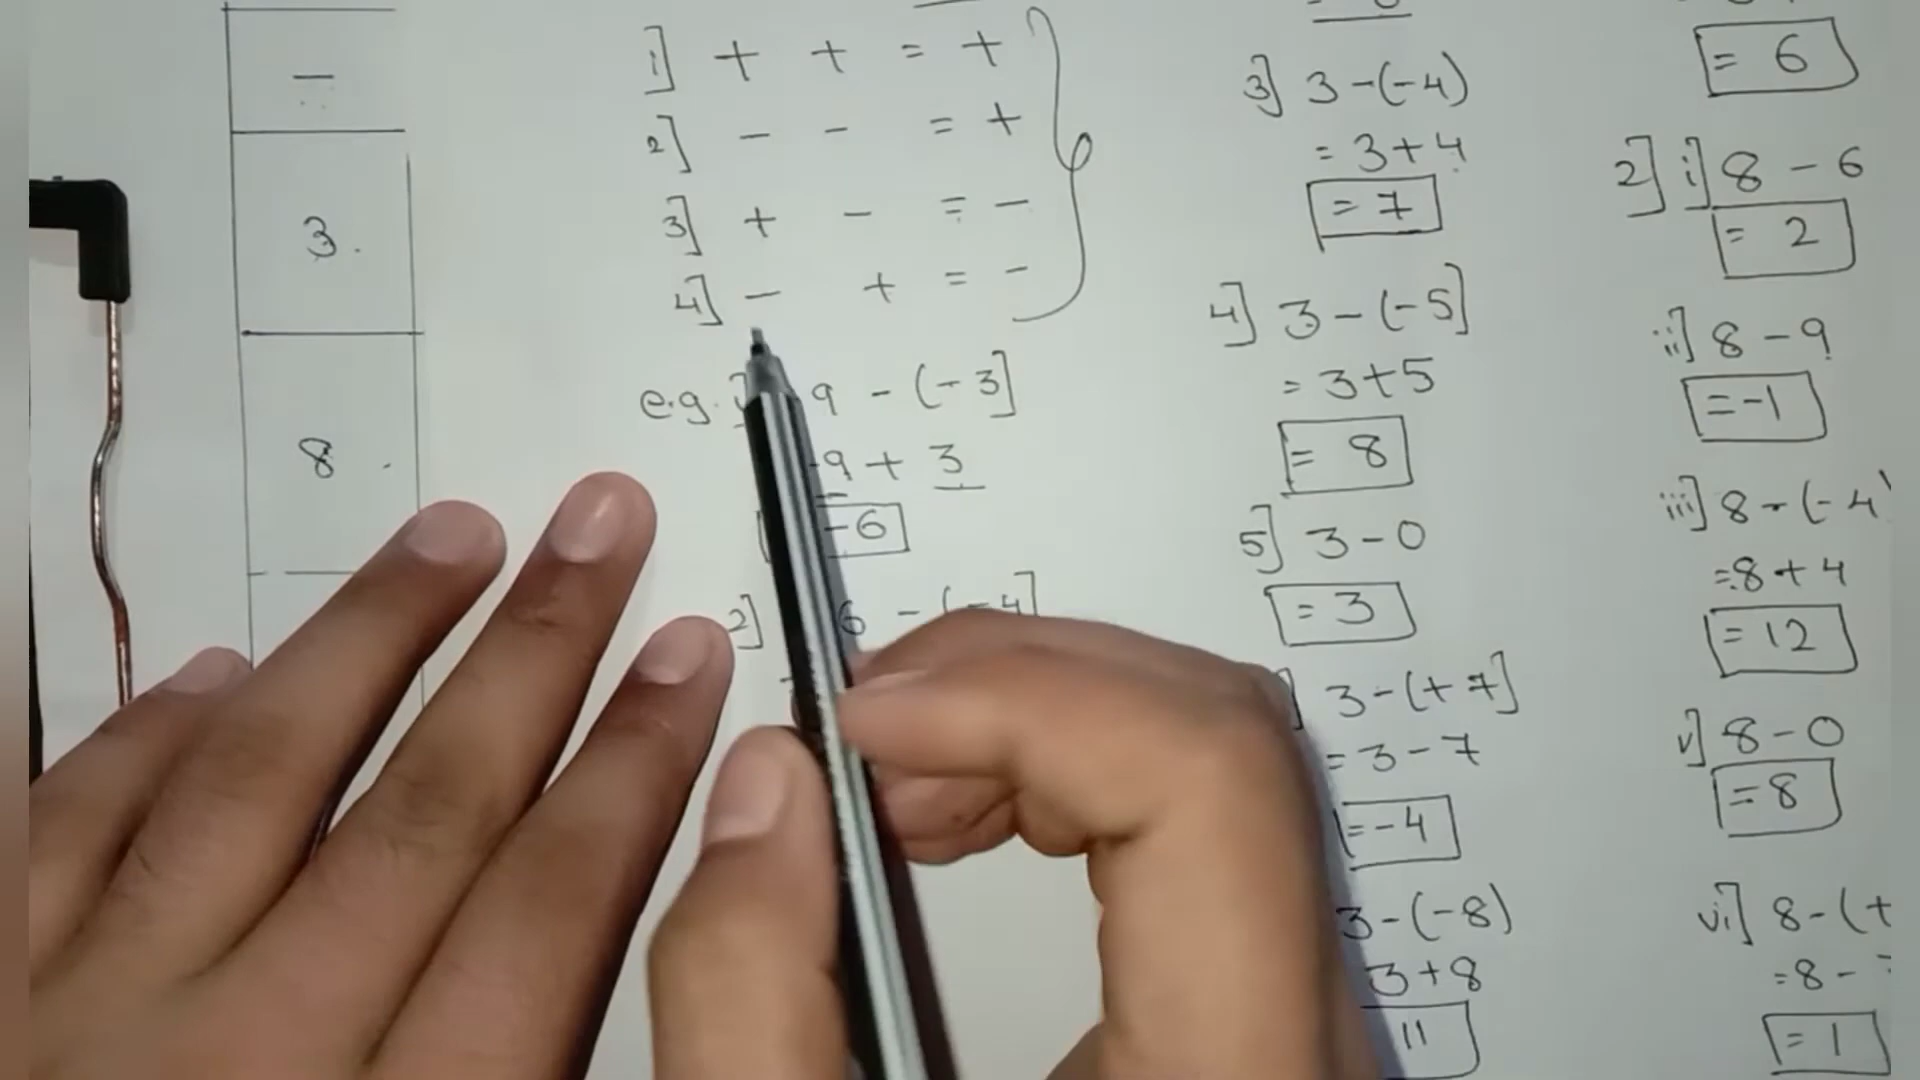 -
3.
8.
1] + + = +
2] - - = +
3] + - = -
4] - + = -
e.g. 9 - (-3]
-9 + 3
-6
2] 6 - (-4]
3] 3-(-4)
= 3+4
= 7
4] 3-(-5]
= 3+5
= 8
5] 3-0
= 3
] 3-(+7]
= 3-7
= -4
3-(-8)
3+8
11
= 6
2] i] 8 - 6
= 2
ii] 8 - 9
= -1
iii] 8 - (-4)
= 8 + 4
= 12
v] 8 - 0
= 8
vi] 8-(+
= 8 -
= 1